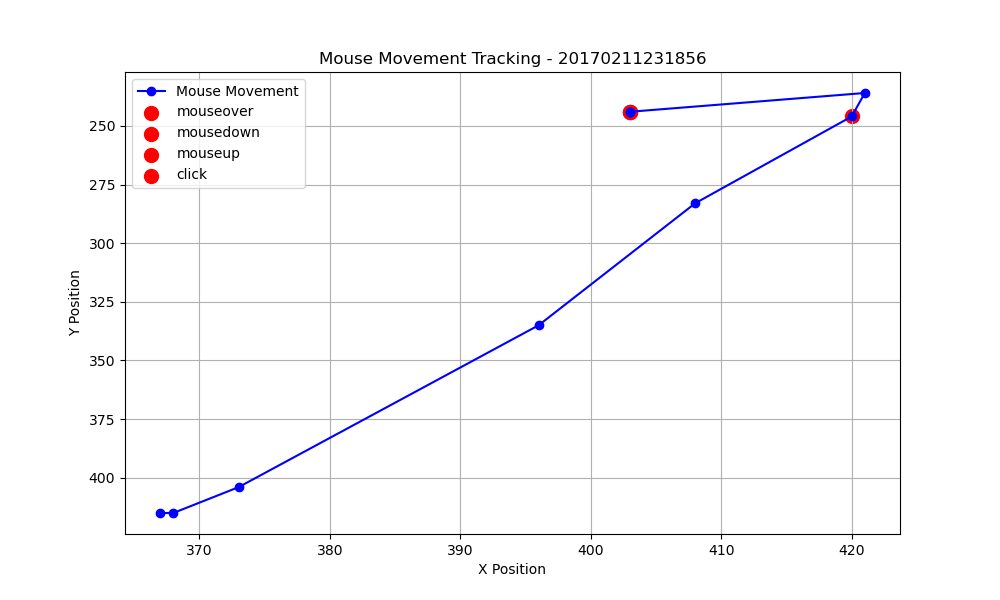 Mouse Movement Tracking - 20170211231856
Mouse Movement
mouseover
mousedown
mouseup
click
250
275
300
325
350
375
400
Y Position
370 380 390 400 410 420
X Position